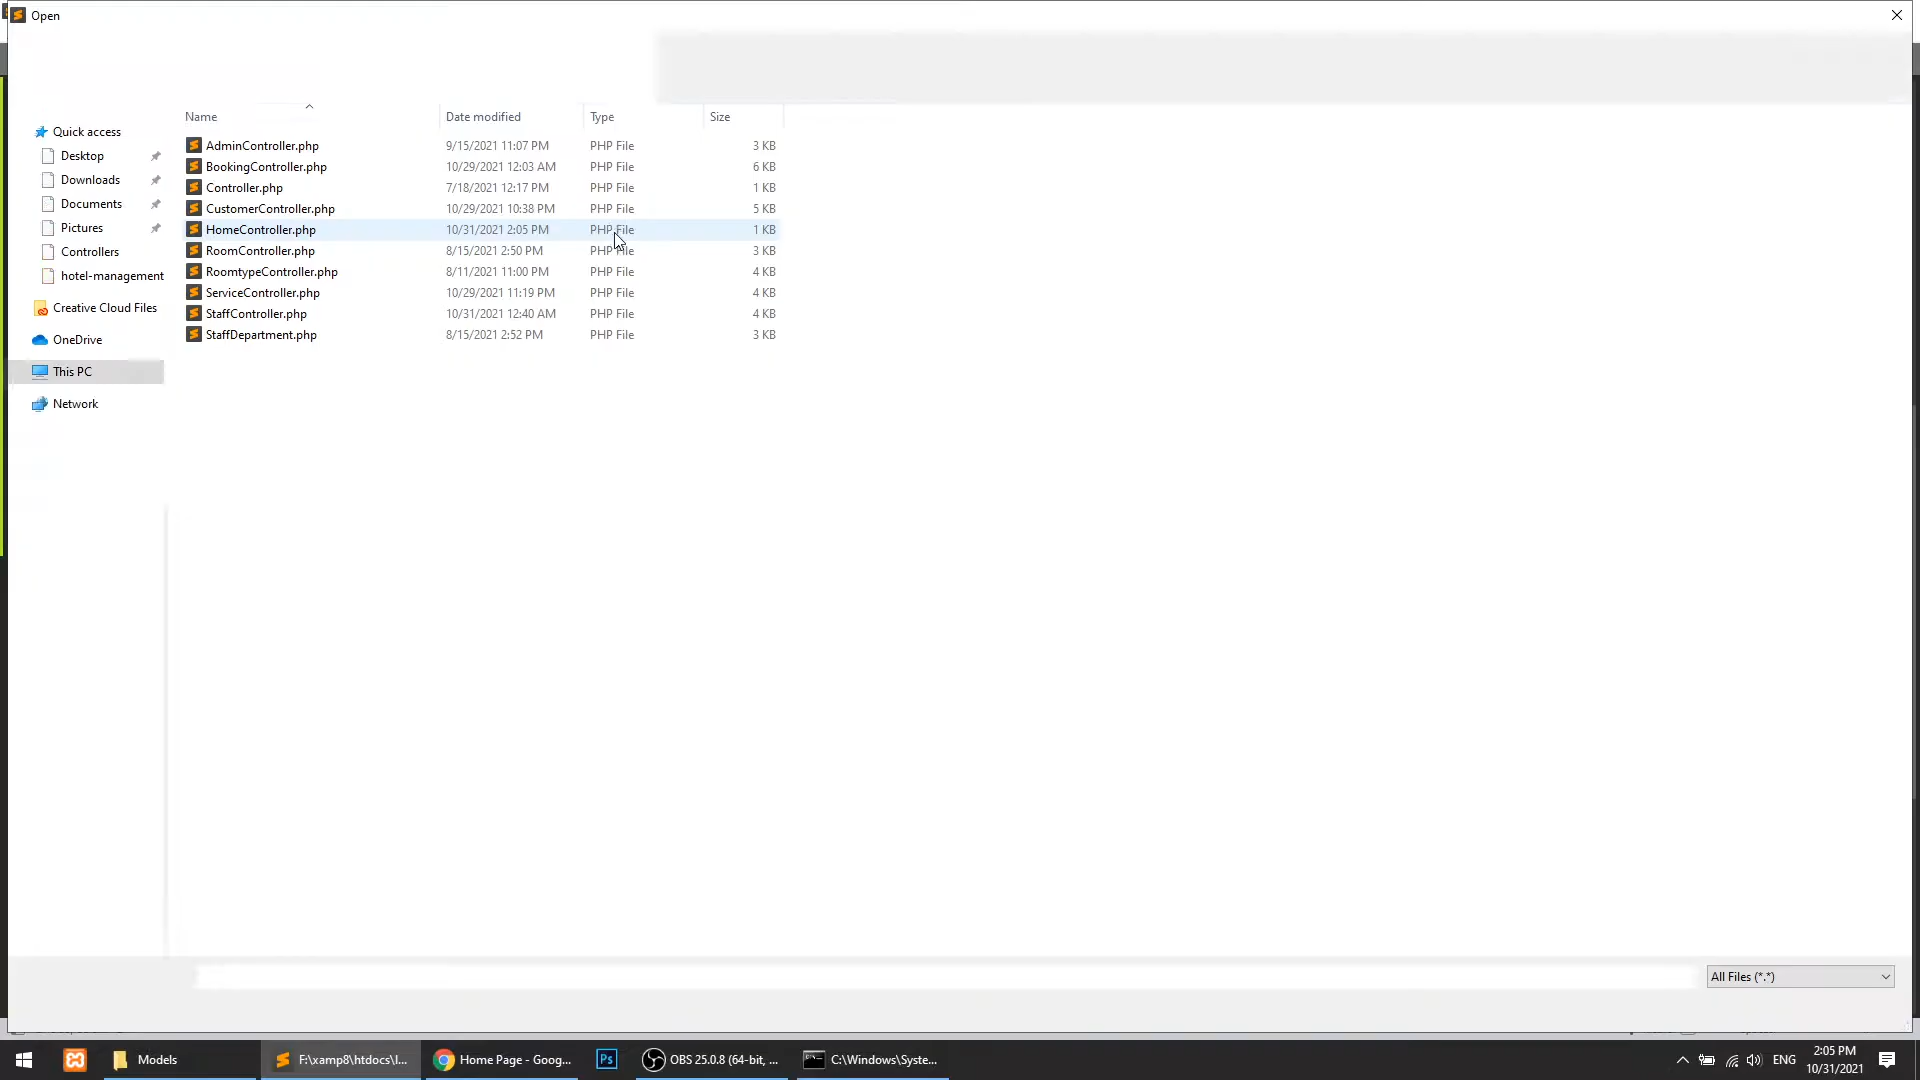 Open
Name Date modified Type Size
Quick access
Desktop
Downloads
Documents
Pictures
Controllers
hotel-management
Creative Cloud Files
OneDrive
This PC
Network
AdminController.php 9/15/2021 11:07 PM PHP File 3 KB
BookingController.php 10/29/2021 12:03 AM PHP File 6 KB
Controller.php 7/18/2021 12:17 PM PHP File 1 KB
CustomerController.php 10/29/2021 10:38 PM PHP File 5 KB
HomeController.php 10/31/2021 2:05 PM PHP File 1 KB
RoomController.php 8/15/2021 2:50 PM PHP File 3 KB
RoomtypeController.php 8/11/2021 11:00 PM PHP File 4 KB
ServiceController.php 10/29/2021 11:19 PM PHP File 4 KB
StaffController.php 10/31/2021 12:40 AM PHP File 4 KB
StaffDepartment.php 8/15/2021 2:52 PM PHP File 3 KB
All Files (*.*)
Models
F:\xamp8\htdocs\l...
Home Page - Goog...
Ps
OBS 25.0.8 (64-bit, ...
C:\Windows\Syste...
ENG
2:05 PM
10/31/2021